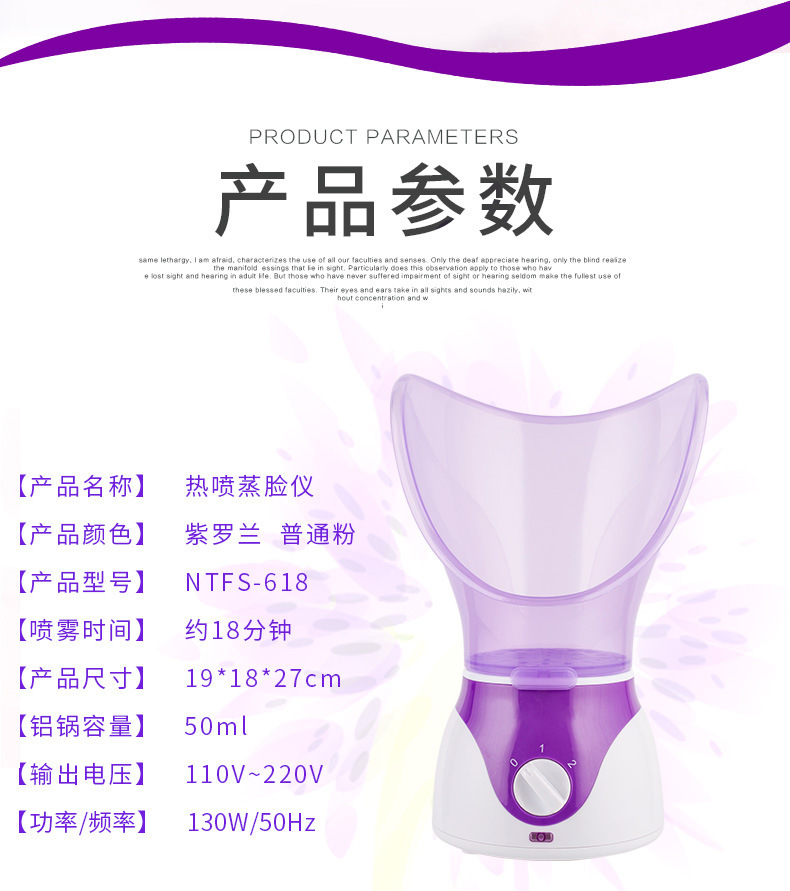 PRODUCT PARAMETERS
产品参数
same lethargy, I am afraid, characterizes the use of all our faculties and senses. Only the deaf appreciate hearing, only the blind realize
the manifold essings that lie in sight. Particularly does this observation apply to those who hav
e lost sight and hearing in adult life. But those who have never suffered impairment of sight or hearing seldom make the fullest use of
these blessed faculties. Their eyes and ears take in all sights and sounds hazily, wit
hout concentration and w
i
【产品名称】 热喷蒸脸仪
【产品颜色】 紫罗兰 普通粉
【产品型号】 NTFS-618
【喷雾时间】 约18分钟
【产品尺寸】 19*18*27cm
【铝锅容量】 50ml
【输出电压】 110V~220V
【功率/频率】 130W/50Hz
0 1 2